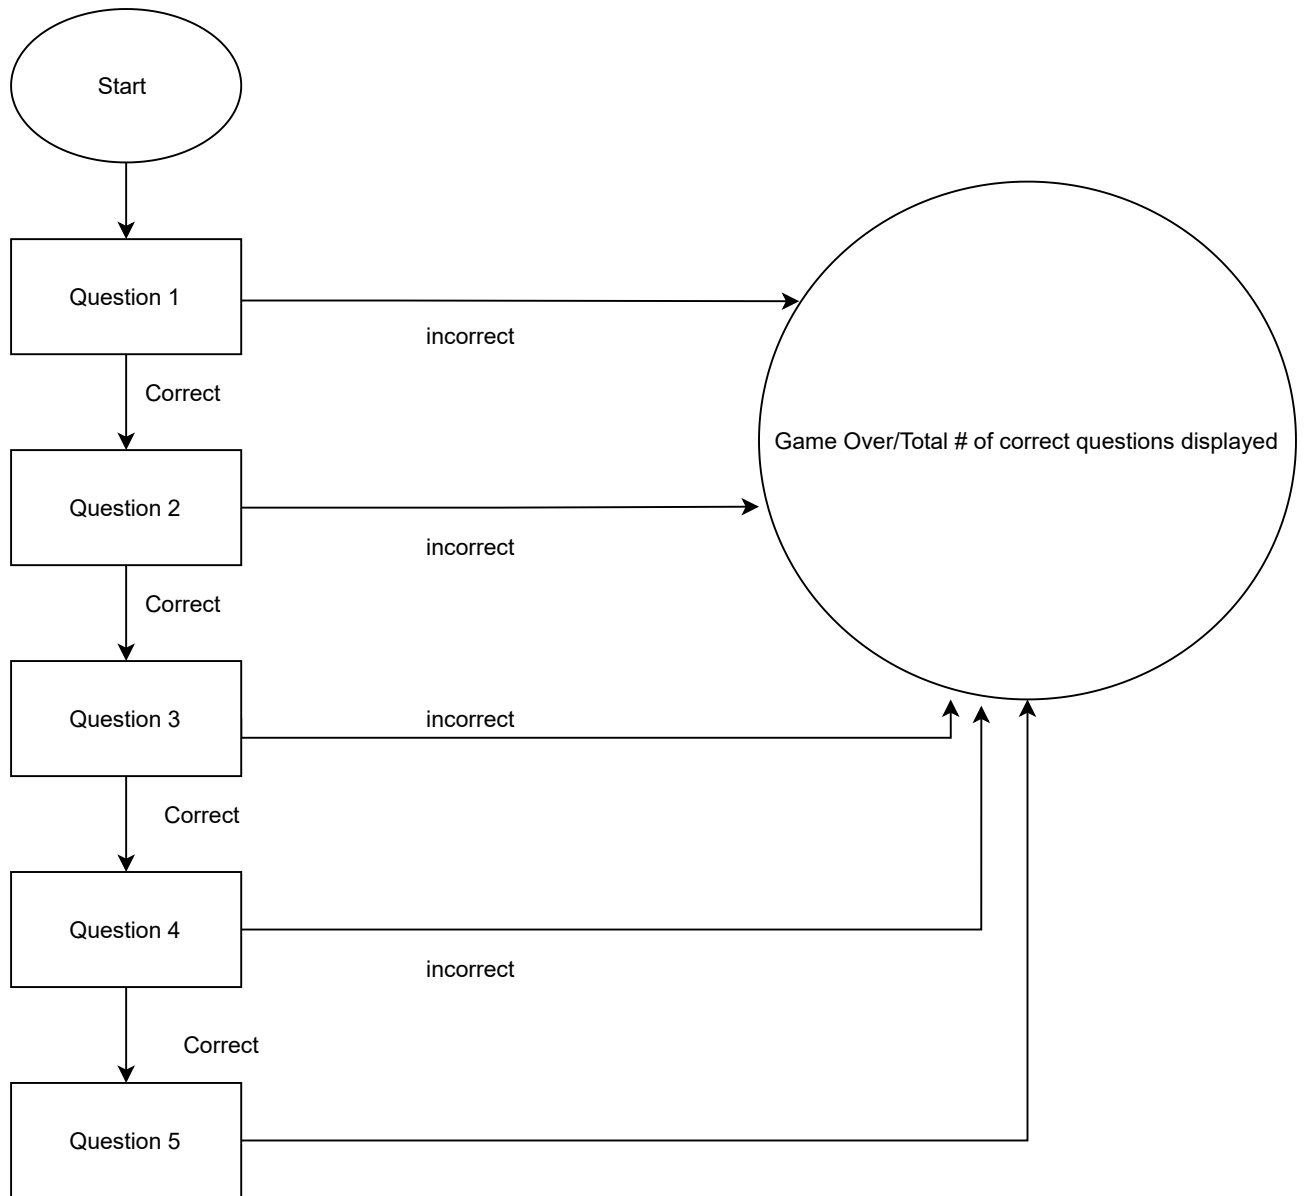 Start
Question 1
incorrect
Correct
Game Over/Total # of correct questions displayed
Question 2
incorrect
Correct
Question 3
incorrect
Correct
Question 4
incorrect
Correct
Question 5